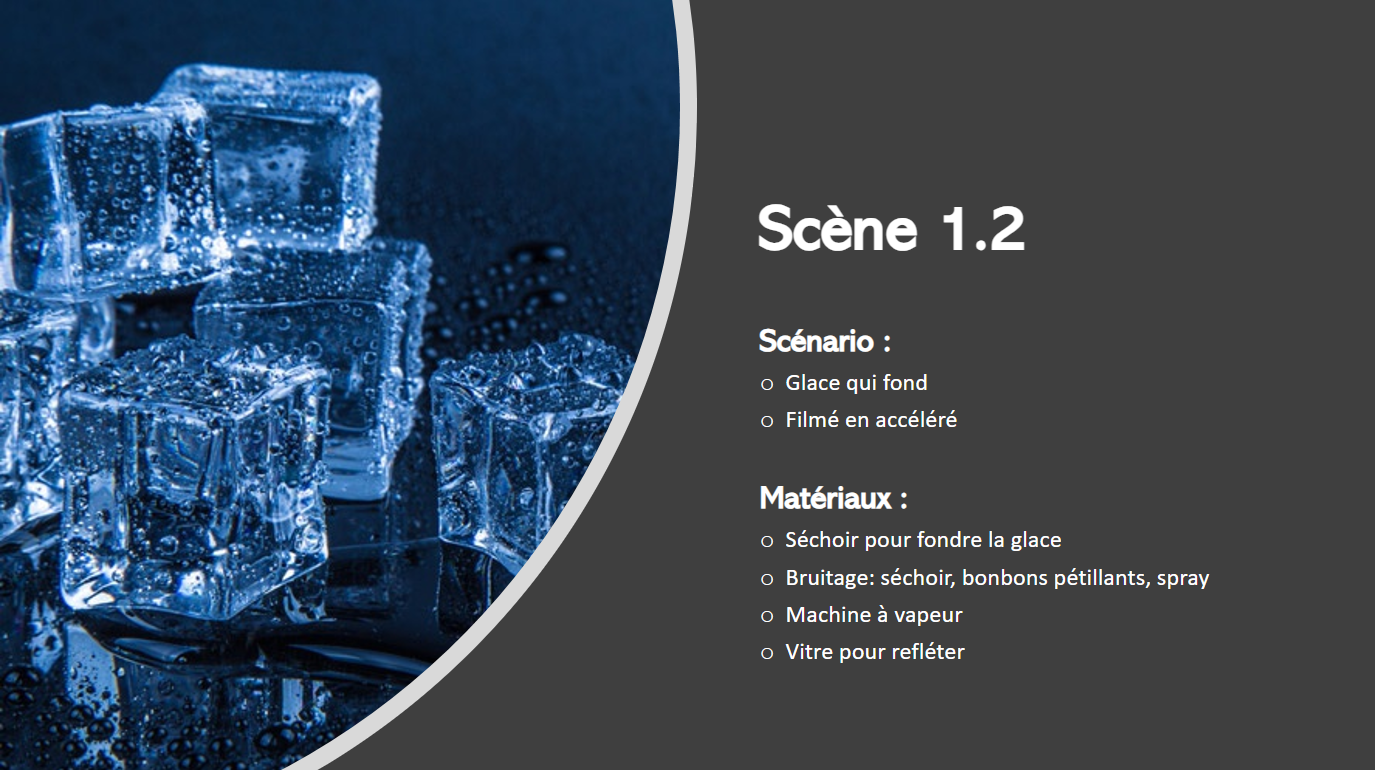 Scène 1.2
Scénario :
o Glace qui fond
o Filmé en accéléré
Matériaux :
o Séchoir pour fondre la glace
o Bruitage: séchoir, bonbons pétillants, spray
o Machine à vapeur
o Vitre pour refléter